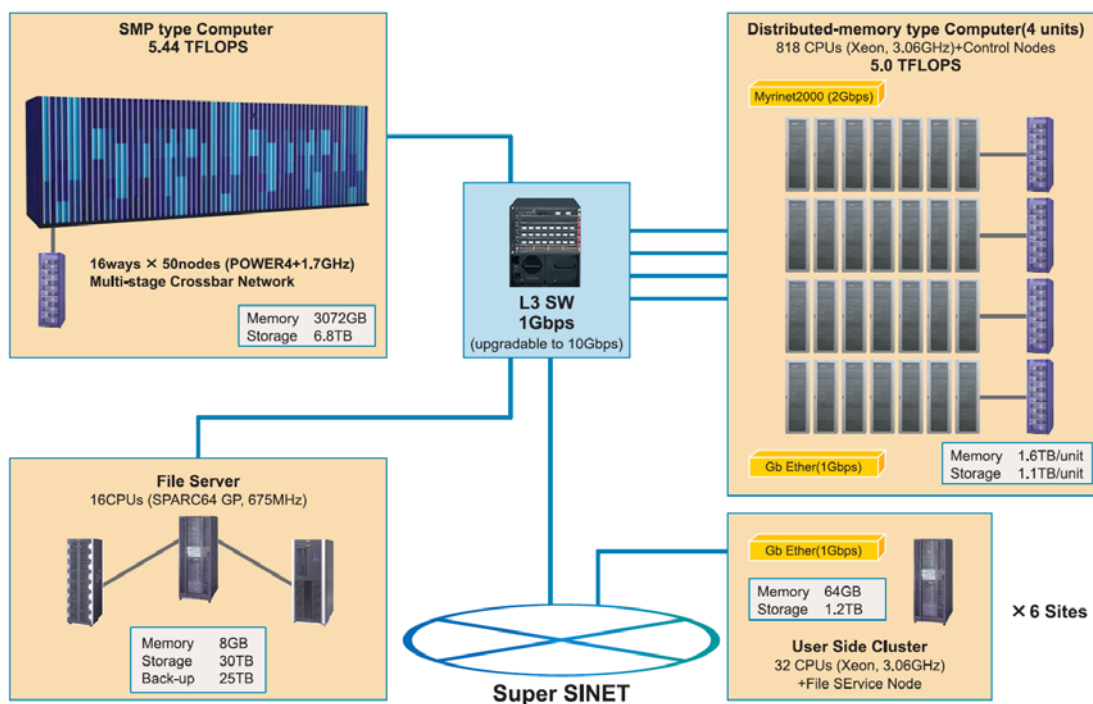 SMP type Computer
5.44 TFLOPS
16ways × 50nodes (POWER4+1.7GHz)
Multi-stage Crossbar Network
Memory 3072GB
Storage 6.8TB
L3 SW
1Gbps
(upgradable to 10Gbps)
Distributed-memory type Computer(4 units)
818 CPUs (Xeon, 3.06GHz)+Control Nodes
5.0 TFLOPS
Myrinet2000 (2Gbps)
Gb Ether(1Gbps)
Memory 1.6TB/unit
Storage 1.1TB/unit
File Server
16CPUs (SPARC64 GP, 675MHz)
Memory 8GB
Storage 30TB
Back-up 25TB
Super SINET
Gb Ether(1Gbps)
Memory 64GB
Storage 1.2TB
User Side Cluster
32 CPUs (Xeon, 3.06GHz)
+File SErvice Node
× 6 Sites